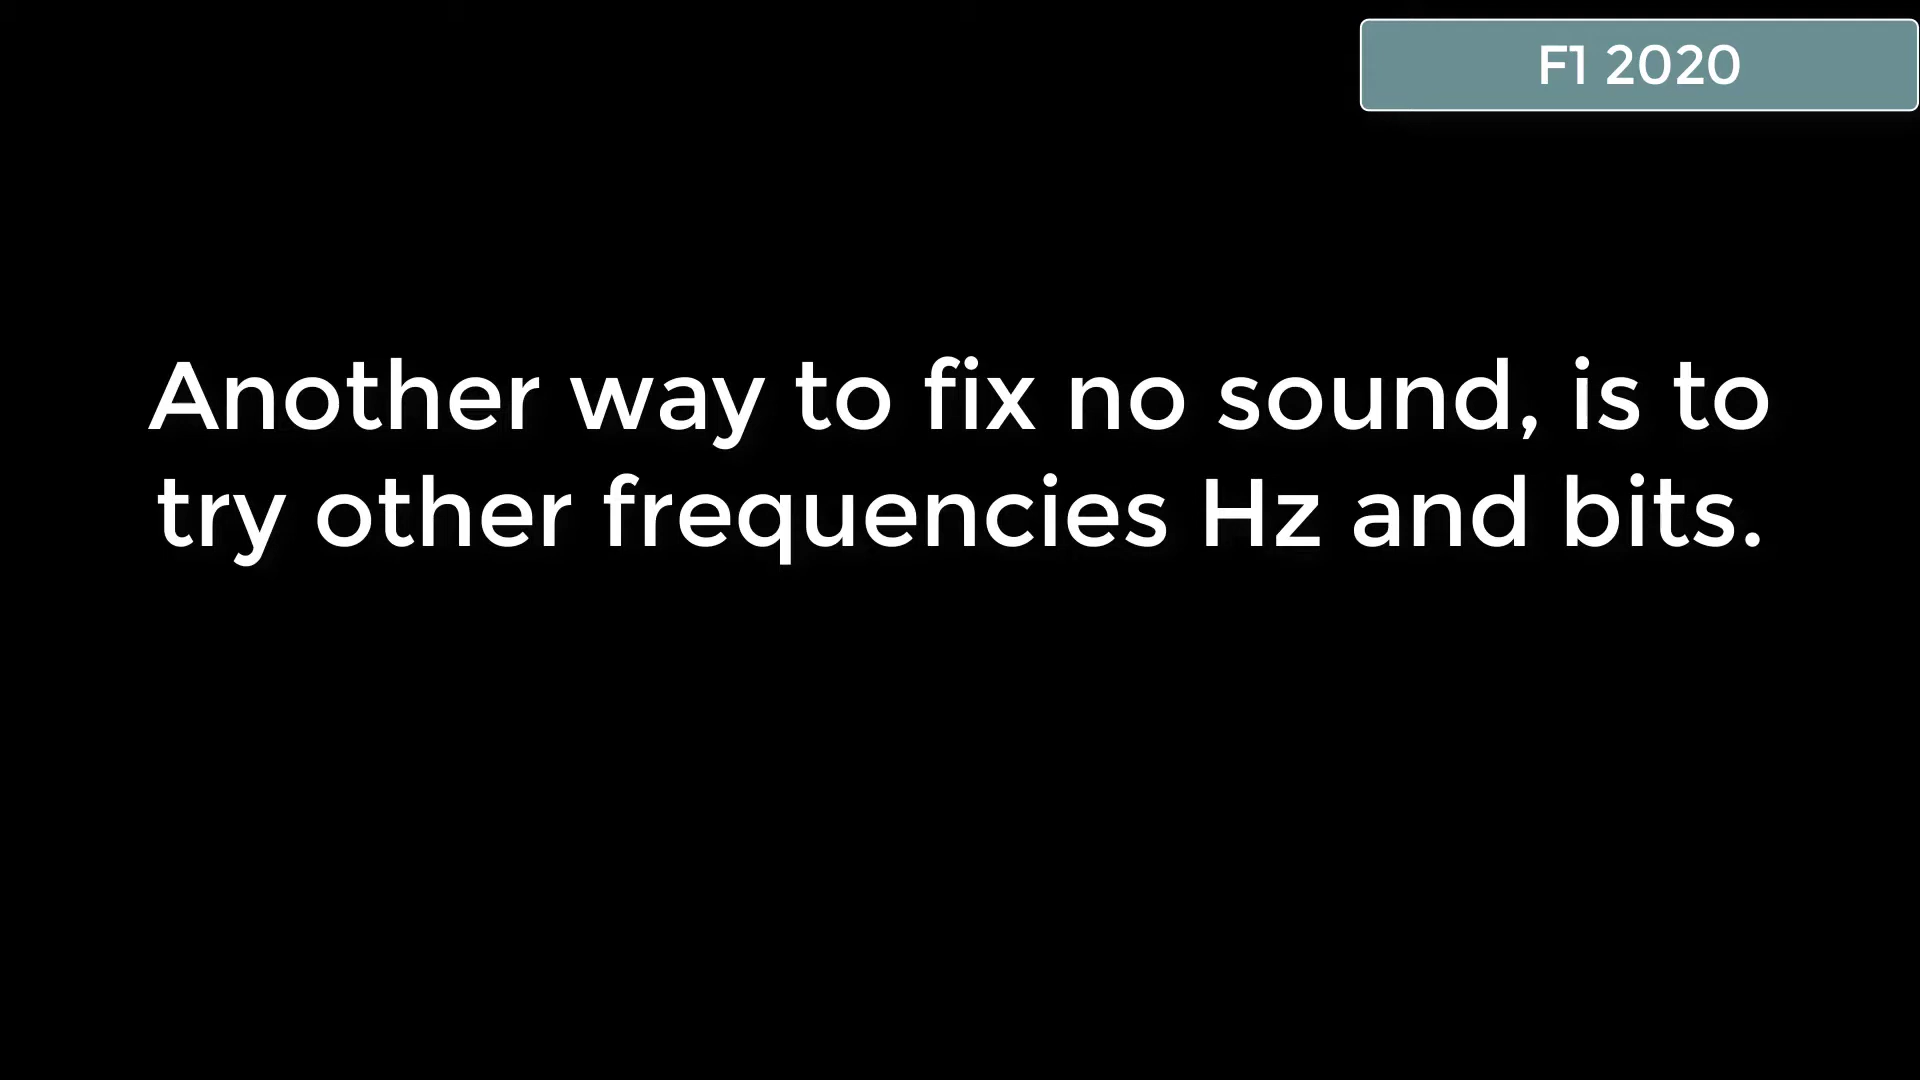 F1 2020
Another way to fix no sound, is to
try other frequencies Hz and bits.